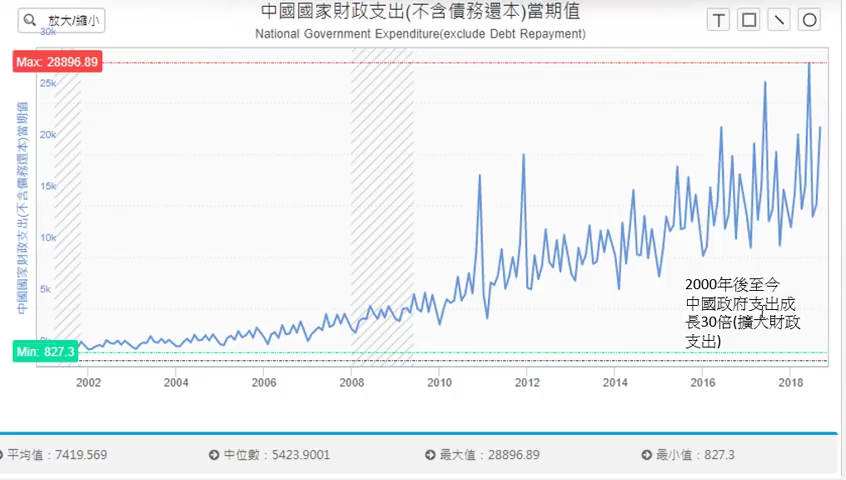 中國國家財政支出(不含債務還本)當期值
National Government Expenditure(exclude Debt Repayment)
放大/縮小
T
30k
Max: 28896.89
25k
20k
15k
10k
5k
中國國家財政支出(不含債務還本)當期值
Min: 827.3
2000年後至今
中國政府支出成
長30倍(擴大財政
支出)
2002 2004 2006 2008 2010 2012 2014 2016 2018
平均值：7419.569 中位數：5423.9001 最大值：28896.89 最小值：827.3